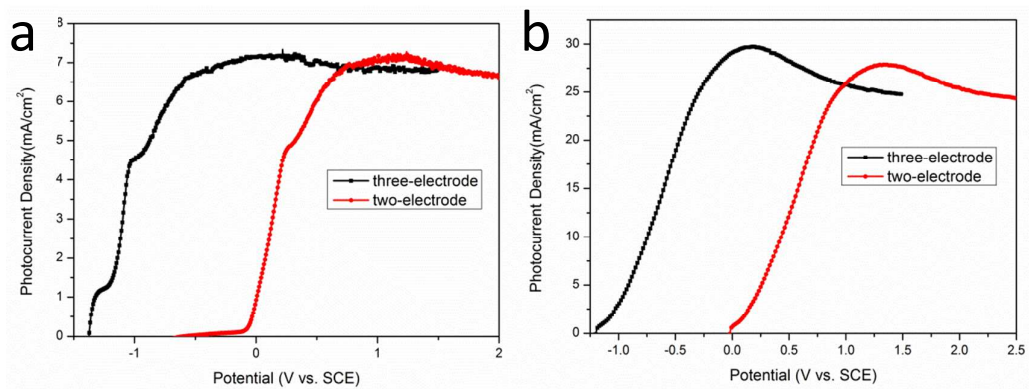 a
8
7
6
5
4
3
2
1
0
Photocurrent Density(mA/cm²)
three-electrode
two-electrode
-1
0
1
2
Potential (V vs. SCE)
b
30
25
20
15
10
5
0
Photocurrent Density(mA/cm²)
three-electrode
two-electrode
-1.0
-0.5
0.0
0.5
1.0
1.5
2.0
2.5
Potential (V vs. SCE)